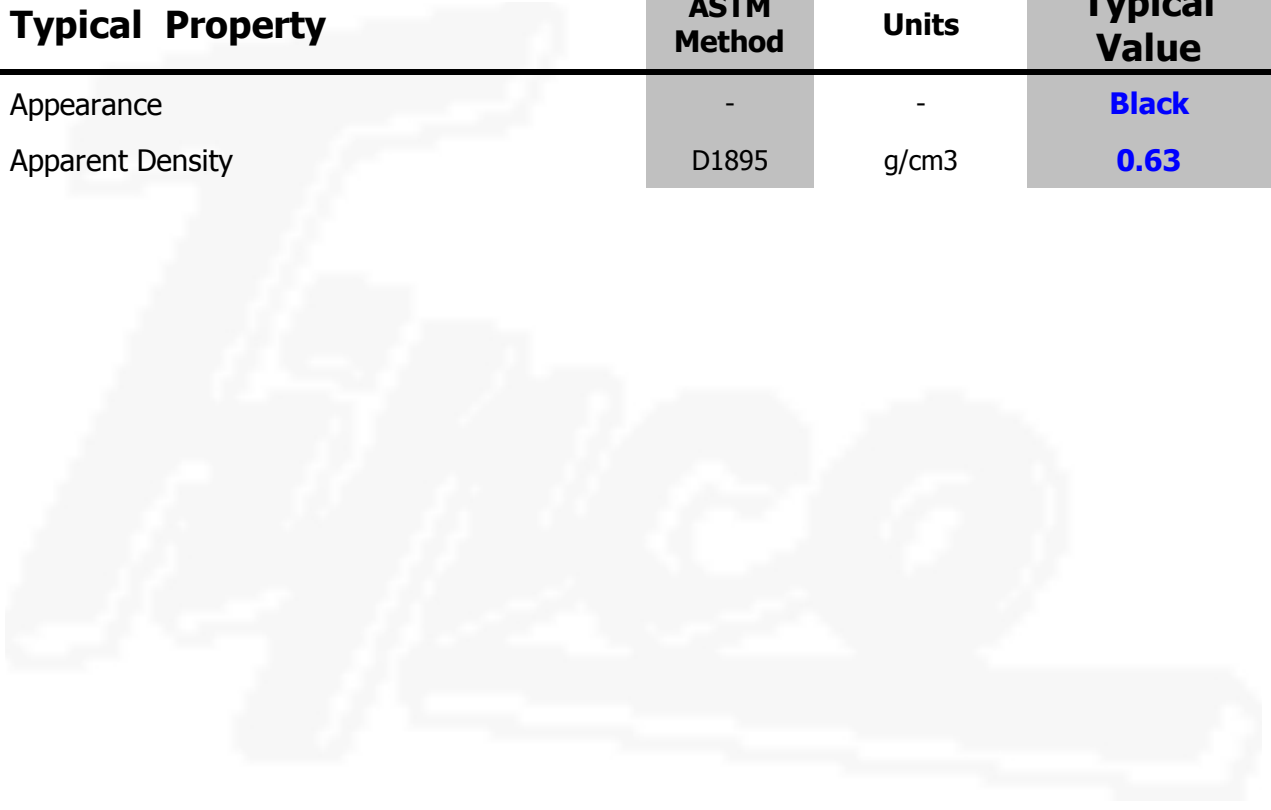 Typical Property ASTM Method Units Typical Value
Appearance - - Black
Apparent Density D1895 g/cm3 0.63